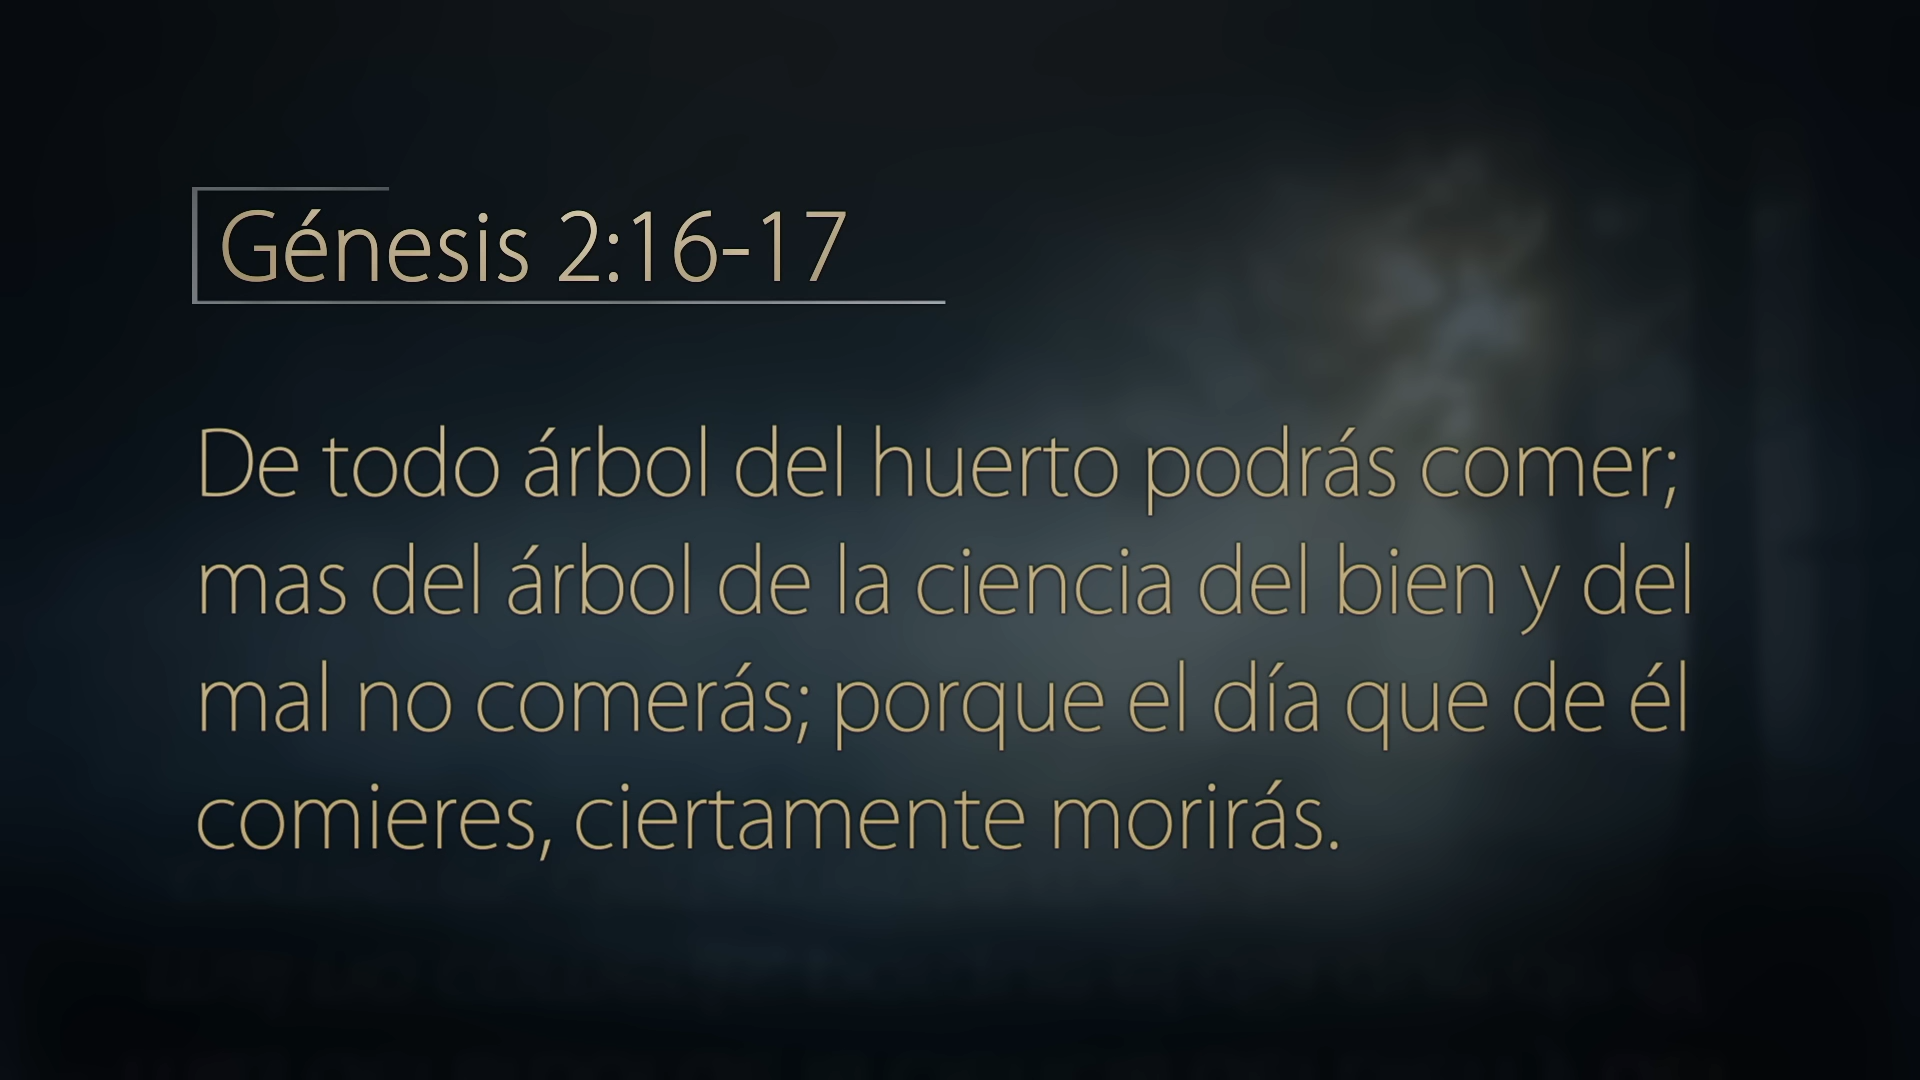 Génesis 2:16-17
De todo árbol del huerto podrás comer;
mas del árbol de la ciencia del bien y del
mal no comerás; porque el día que de él
comieres, ciertamente morirás.